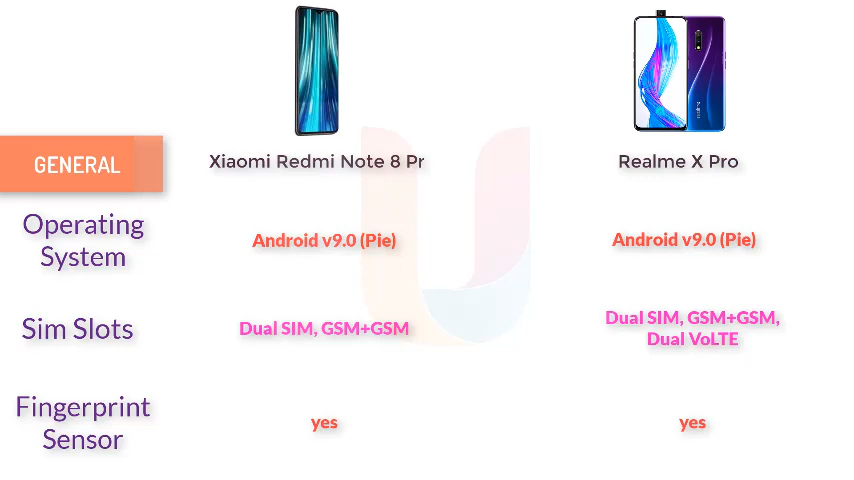 GENERAL
Xiaomi Redmi Note 8 Pr
Realme X Pro
Operating
System
Android v9.0 (Pie)
Android v9.0 (Pie)
Sim Slots
Dual SIM, GSM+GSM
Dual SIM, GSM+GSM,
Dual VoLTE
Fingerprint
Sensor
yes
yes